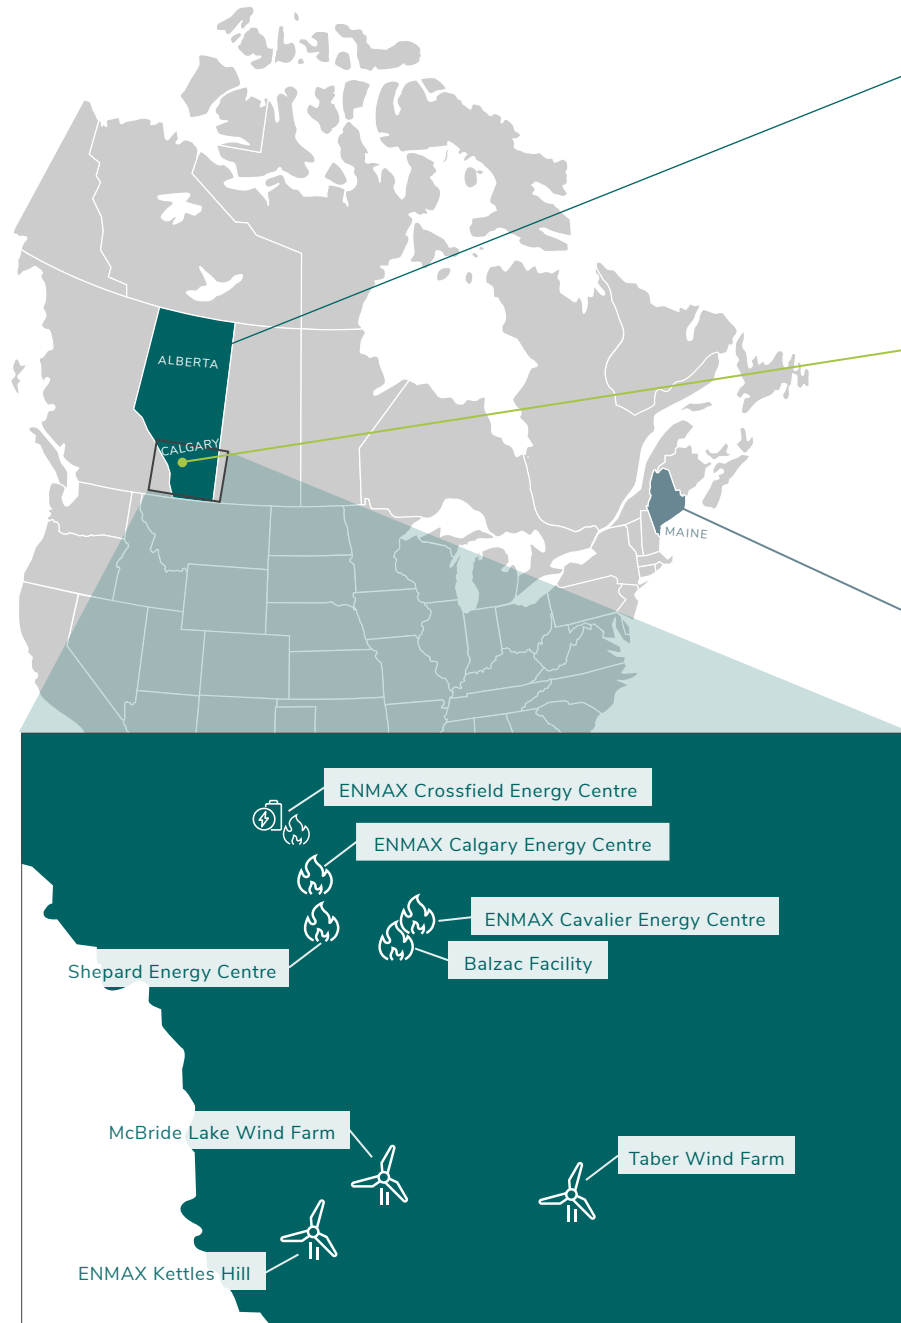 ALBERTA
CALGARY
MAINE
ENMAX Crossfield Energy Centre
ENMAX Calgary Energy Centre
ENMAX Cavalier Energy Centre
Balzac Facility
Shepard Energy Centre
McBride Lake Wind Farm
Taber Wind Farm
ENMAX Kettles Hill